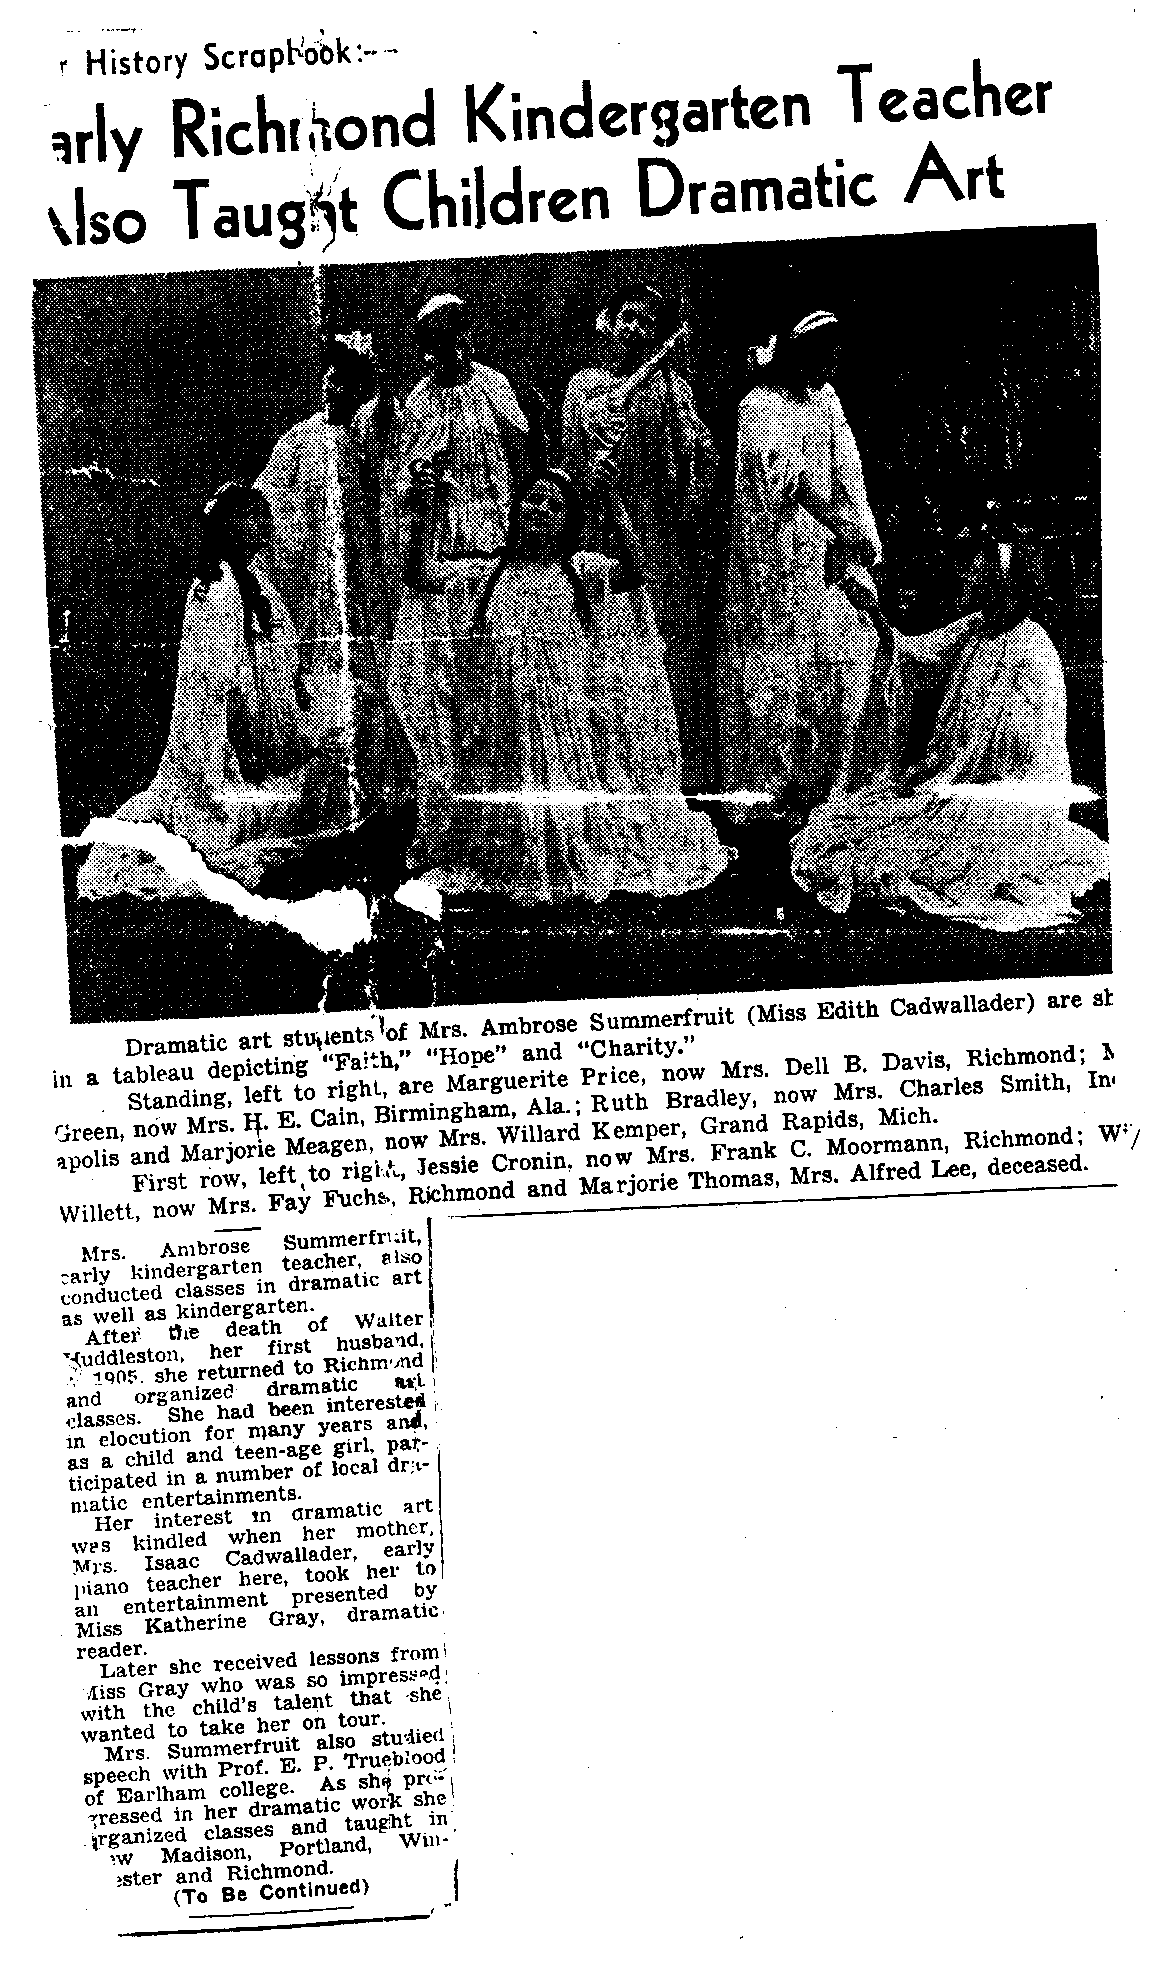 r History Scrapbook:--
arly Richmond Kindergarten Teacher
Also Taught Children Dramatic Art
Dramatic art students of Mrs. Ambrose Summerfruit (Miss Edith Cadwallader) are sh
in a tableau depicting "Faith," "Hope" and "Charity."
Standing, left to right, are Marguerite Price, now Mrs. Dell B. Davis, Richmond; M
Green, now Mrs. H. E. Cain, Birmingham, Ala.; Ruth Bradley, now Mrs. Charles Smith, In
apolis and Marjorie Meagen, now Mrs. Willard Kemper, Grand Rapids, Mich.
First row, left to right, Jessie Cronin, now Mrs. Frank C. Moormann, Richmond;
Willett, now Mrs. Fay Fuchs, Richmond and Marjorie Thomas, Mrs. Alfred Lee, deceased.
Mrs. Ambrose Summerfruit,
early kindergarten teacher, also
conducted classes in dramatic art
as well as kindergarten.
After the death of Walter
Huddleston, her first husband,
1905, she returned to Richmond
and organized dramatic art
classes. She had been interested
in elocution for many years and,
as a child and teen-age girl, par-
ticipated in a number of local dra-
matic entertainments.
Her interest in dramatic art
was kindled when her mother,
Mrs. Isaac Cadwallader, early
piano teacher here, took her to
an entertainment presented by
Miss Katherine Gray, dramatic
reader.
Later she received lessons from
Miss Gray who was so impressed
with the child's talent that she
wanted to take her on tour.
Mrs. Summerfruit also studied
speech with Prof. E. P. Trueblood
of Earlham college. As she pro-
gressed in her dramatic work she
organized classes and taught in
ew Madison, Portland, Win-
ester and Richmond.
(To Be Continued)